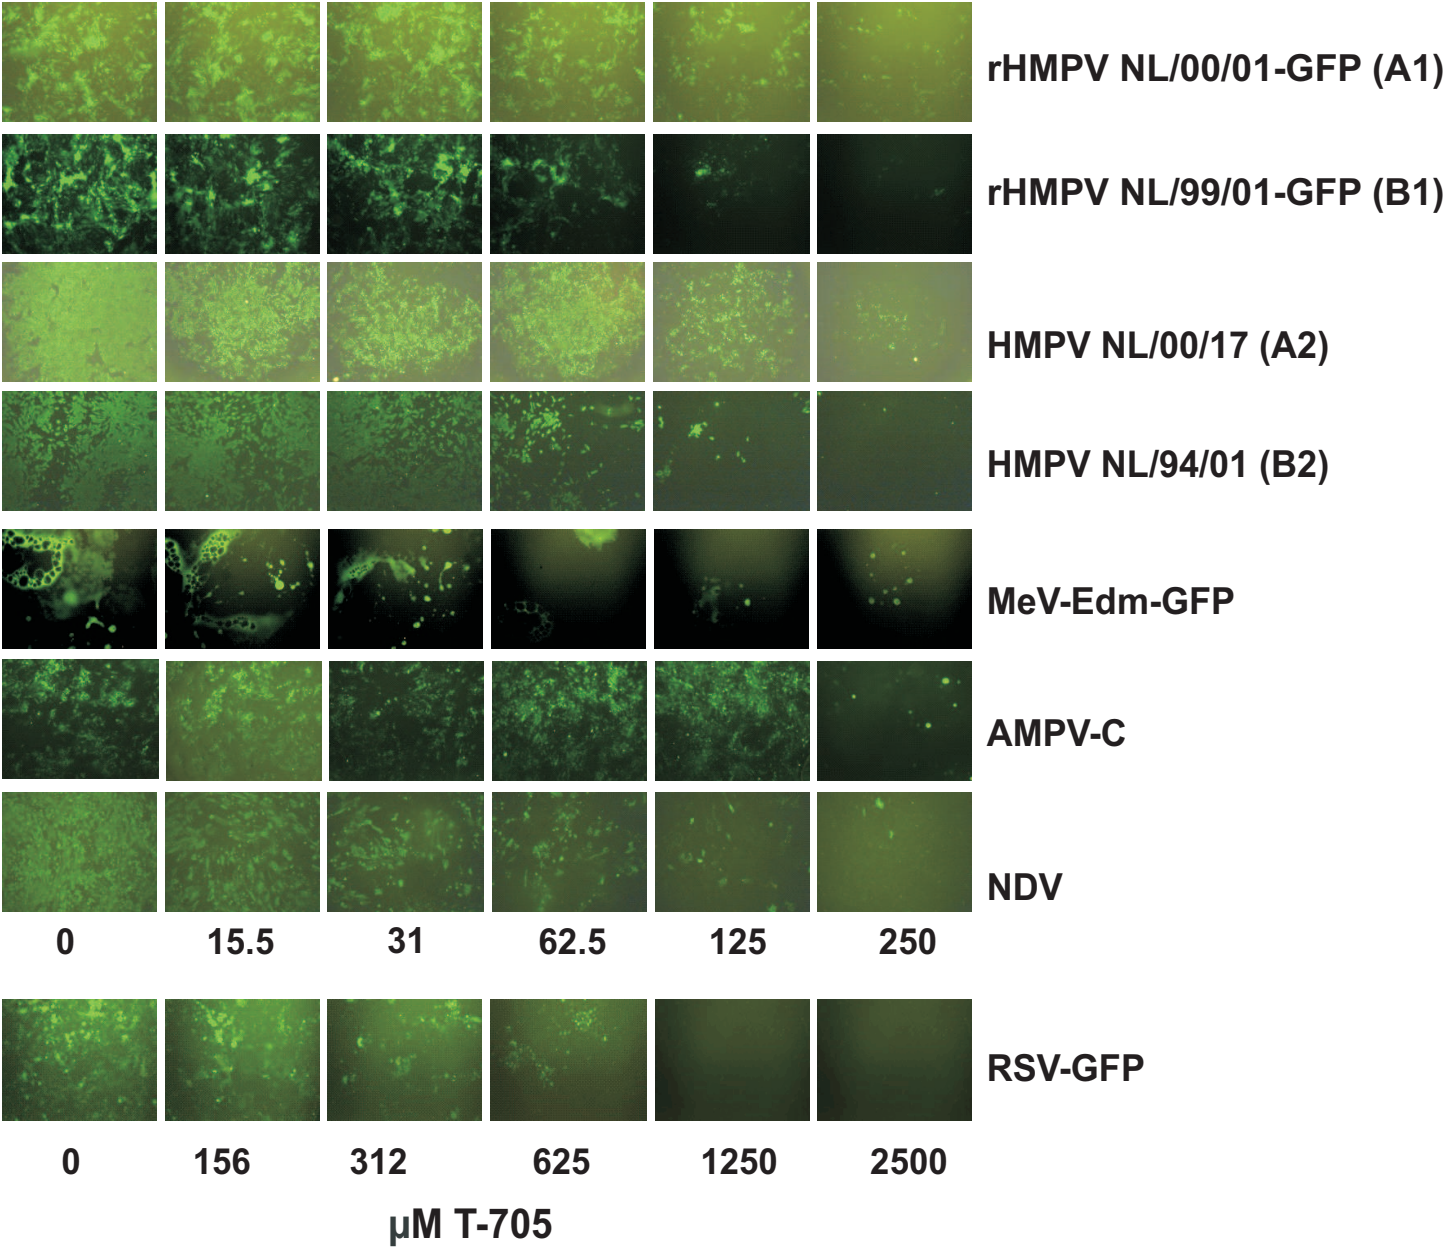 rHMPV NL/00/01-GFP (A1)
rHMPV NL/99/01-GFP (B1)
HMPV NL/00/17 (A2)
HMPV NL/94/01 (B2)
MeV-Edm-GFP
AMPV-C
NDV
0 15.5 31 62.5 125 250
RSV-GFP
0 156 312 625 1250 2500
µM T-705